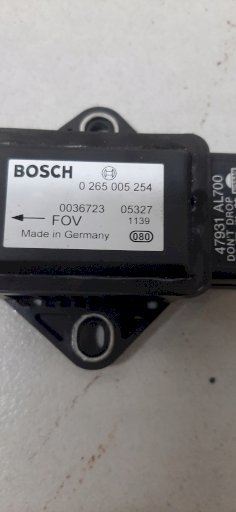 BOSCH
0 265 005 254
0036723 05327
FOV 1139
Made in Germany 080
47931 AL700
DON'T DROP